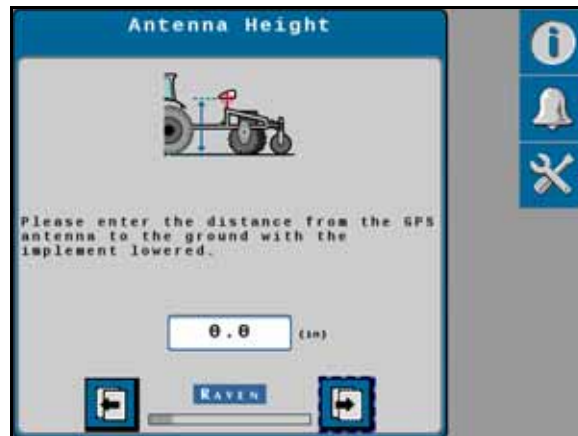 Antenna Height
Please enter the distance from the GPS
antenna to the ground with the
implement lowered.
0.0 (in)
RAVEN